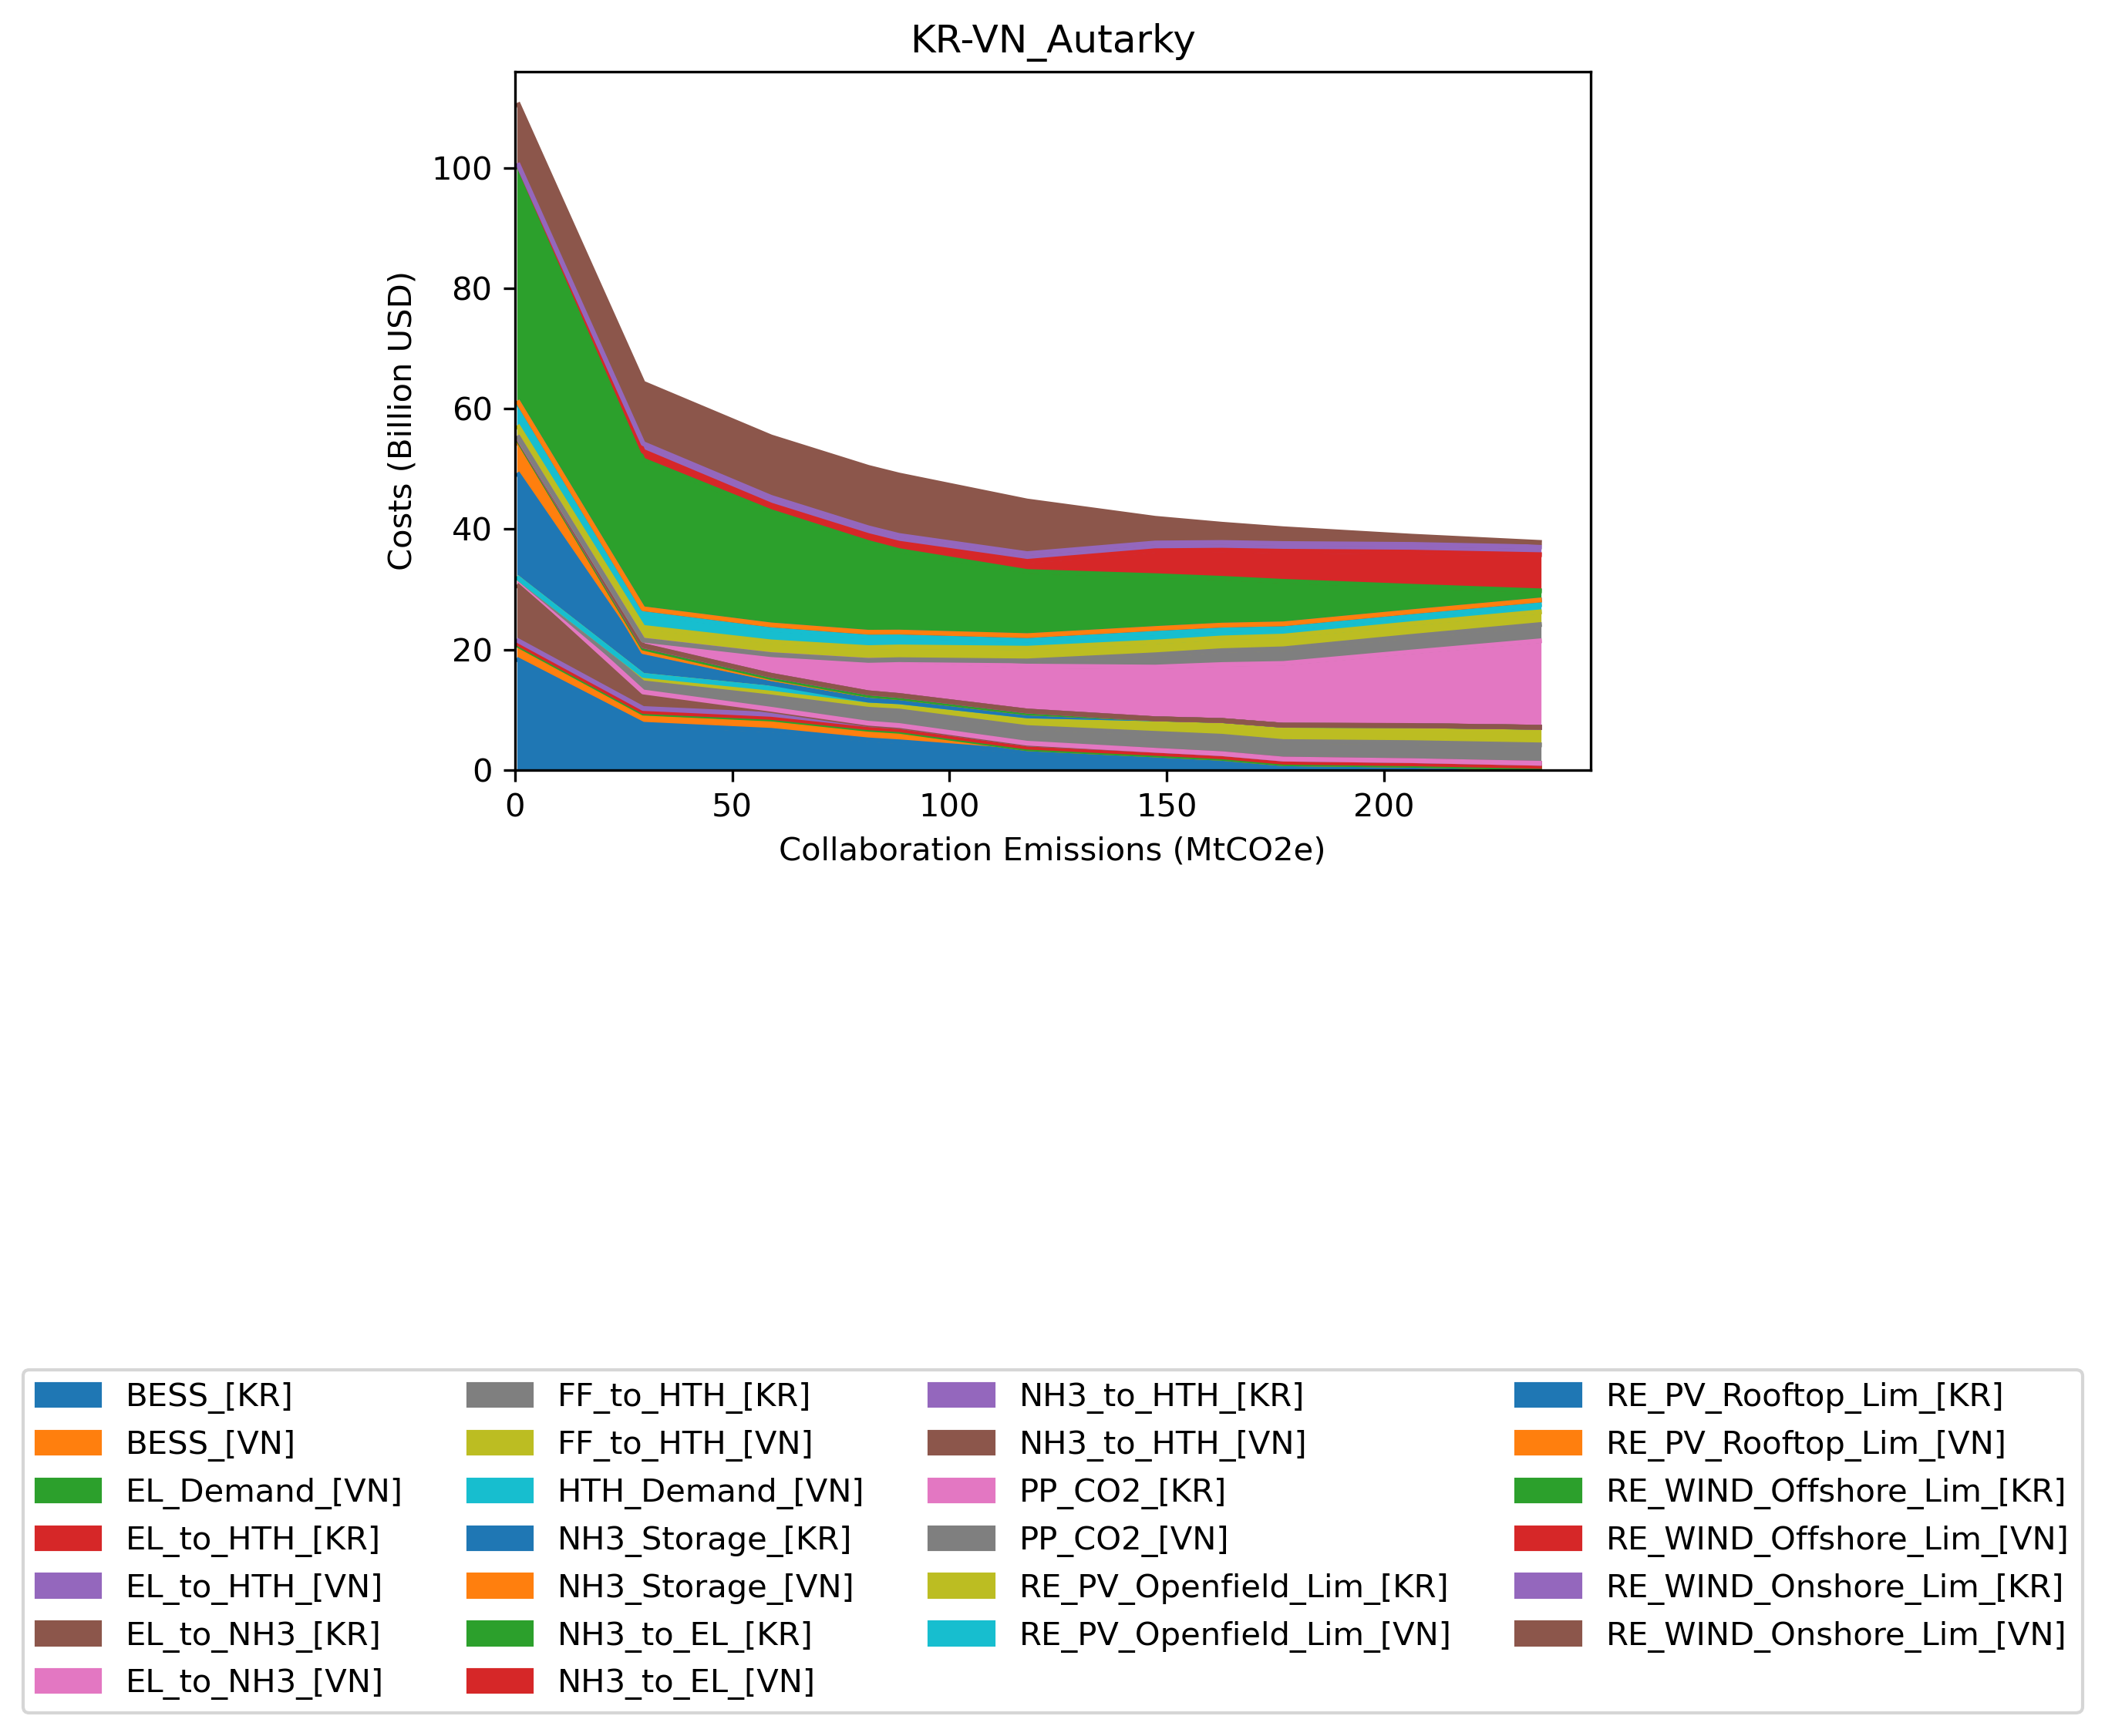 KR-VN_Autarky
100
80
60
40
20
0
Costs (Billion USD)
0 50 100 150 200
Collaboration Emissions (MtCO2e)
BESS_[KR]
BESS_[VN]
EL_Demand_[VN]
EL_to_HTH_[KR]
EL_to_HTH_[VN]
EL_to_NH3_[KR]
EL_to_NH3_[VN]
FF_to_HTH_[KR]
FF_to_HTH_[VN]
HTH_Demand_[VN]
NH3_Storage_[KR]
NH3_Storage_[VN]
NH3_to_EL_[KR]
NH3_to_EL_[VN]
NH3_to_HTH_[KR]
NH3_to_HTH_[VN]
PP_CO2_[KR]
PP_CO2_[VN]
RE_PV_Openfield_Lim_[KR]
RE_PV_Openfield_Lim_[VN]
RE_PV_Rooftop_Lim_[KR]
RE_PV_Rooftop_Lim_[VN]
RE_WIND_Offshore_Lim_[KR]
RE_WIND_Offshore_Lim_[VN]
RE_WIND_Onshore_Lim_[KR]
RE_WIND_Onshore_Lim_[VN]